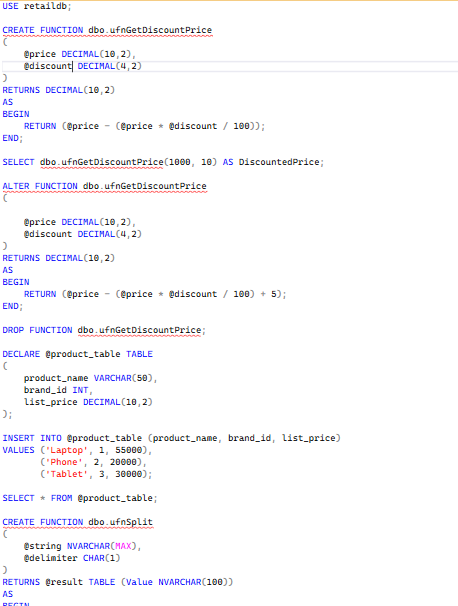 USE retaildb;
CREATE FUNCTION dbo.ufnGetDiscountPrice
(
    @price DECIMAL(10,2),
    @discount DECIMAL(4,2)
)
RETURNS DECIMAL(10,2)
AS
BEGIN
    RETURN (@price - (@price * @discount / 100));
END;
SELECT dbo.ufnGetDiscountPrice(1000, 10) AS DiscountedPrice;
ALTER FUNCTION dbo.ufnGetDiscountPrice
(
    @price DECIMAL(10,2),
    @discount DECIMAL(4,2)
)
RETURNS DECIMAL(10,2)
AS
BEGIN
    RETURN (@price - (@price * @discount / 100) + 5);
END;
DROP FUNCTION dbo.ufnGetDiscountPrice;
DECLARE @product_table TABLE
(
    product_name VARCHAR(50),
    brand_id INT,
    list_price DECIMAL(10,2)
);
INSERT INTO @product_table (product_name, brand_id, list_price)
VALUES ('Laptop', 1, 55000),
       ('Phone', 2, 20000),
       ('Tablet', 3, 30000);
SELECT * FROM @product_table;
CREATE FUNCTION dbo.ufnSplit
(
    @string NVARCHAR(MAX),
    @delimiter CHAR(1)
)
RETURNS @result TABLE (Value NVARCHAR(100))
AS
BEGIN